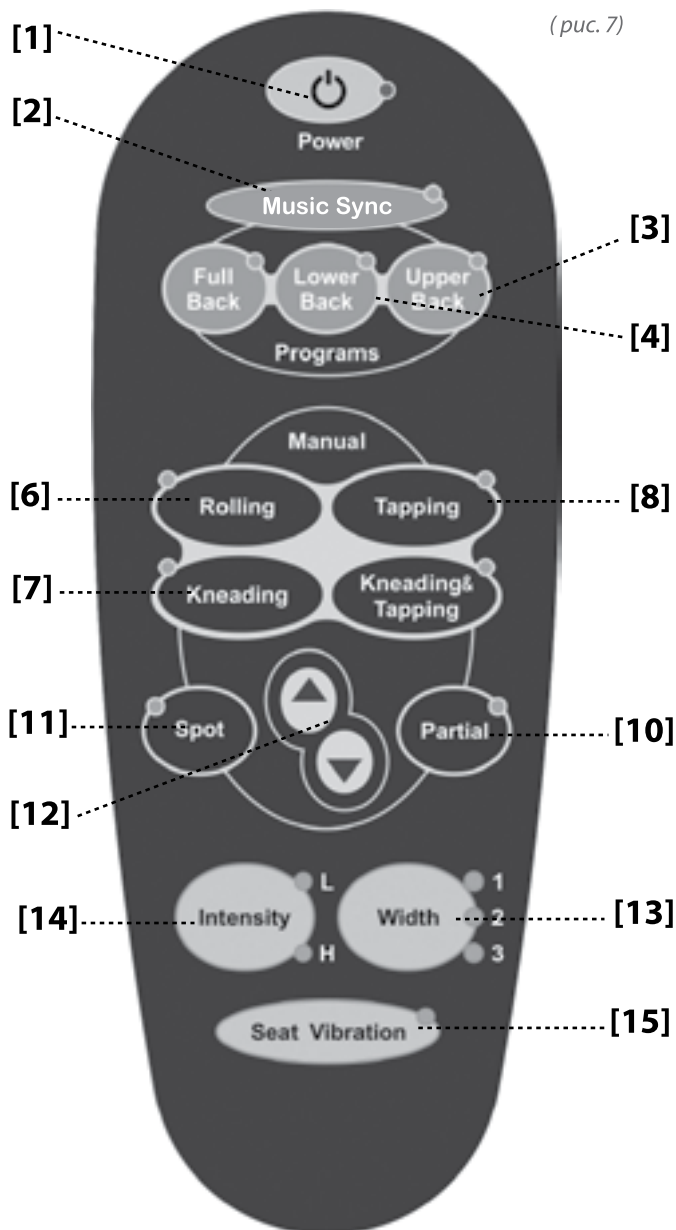 (рис. 7)
[1]
Power
[2]
Music Sync
[3]
Full Back
Lower Back
Upper Back
[4]
Programs
Manual
[6]
Rolling
Tapping
[8]
[7]
Kneading
Kneading&
Tapping
[11]
Spot
Partial
[10]
[12]
L
1
[14]
Intensity
Width
2
[13]
H
3
Seat Vibration
[15]